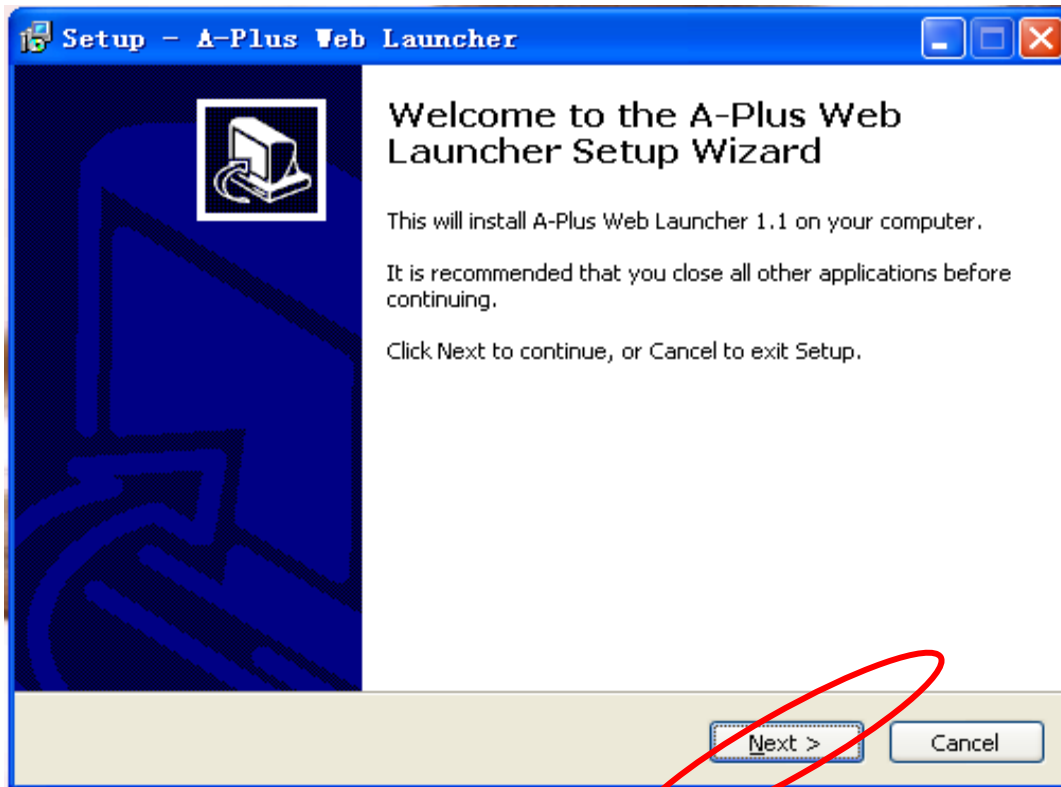 Setup - A-Plus Web Launcher
Welcome to the A-Plus Web
Launcher Setup Wizard
This will install A-Plus Web Launcher 1.1 on your computer.
It is recommended that you close all other applications before
continuing.
Click Next to continue, or Cancel to exit Setup.
Next >
Cancel